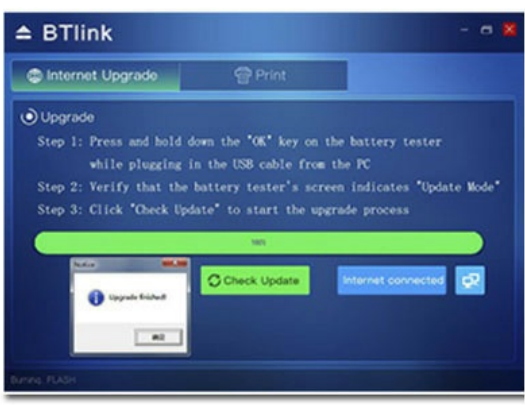 BTlink
Internet Upgrade
Print
Upgrade
Step 1: Press and hold down the "OK" key on the battery tester
while plugging in the USB cable from the PC
Step 2: Verify that the battery tester's screen indicates "Update Mode"
Step 3: Click "Check Update" to start the upgrade process
100%
Notice
Upgrade finished!
Check Update
Internet connected
Burning, FLASH